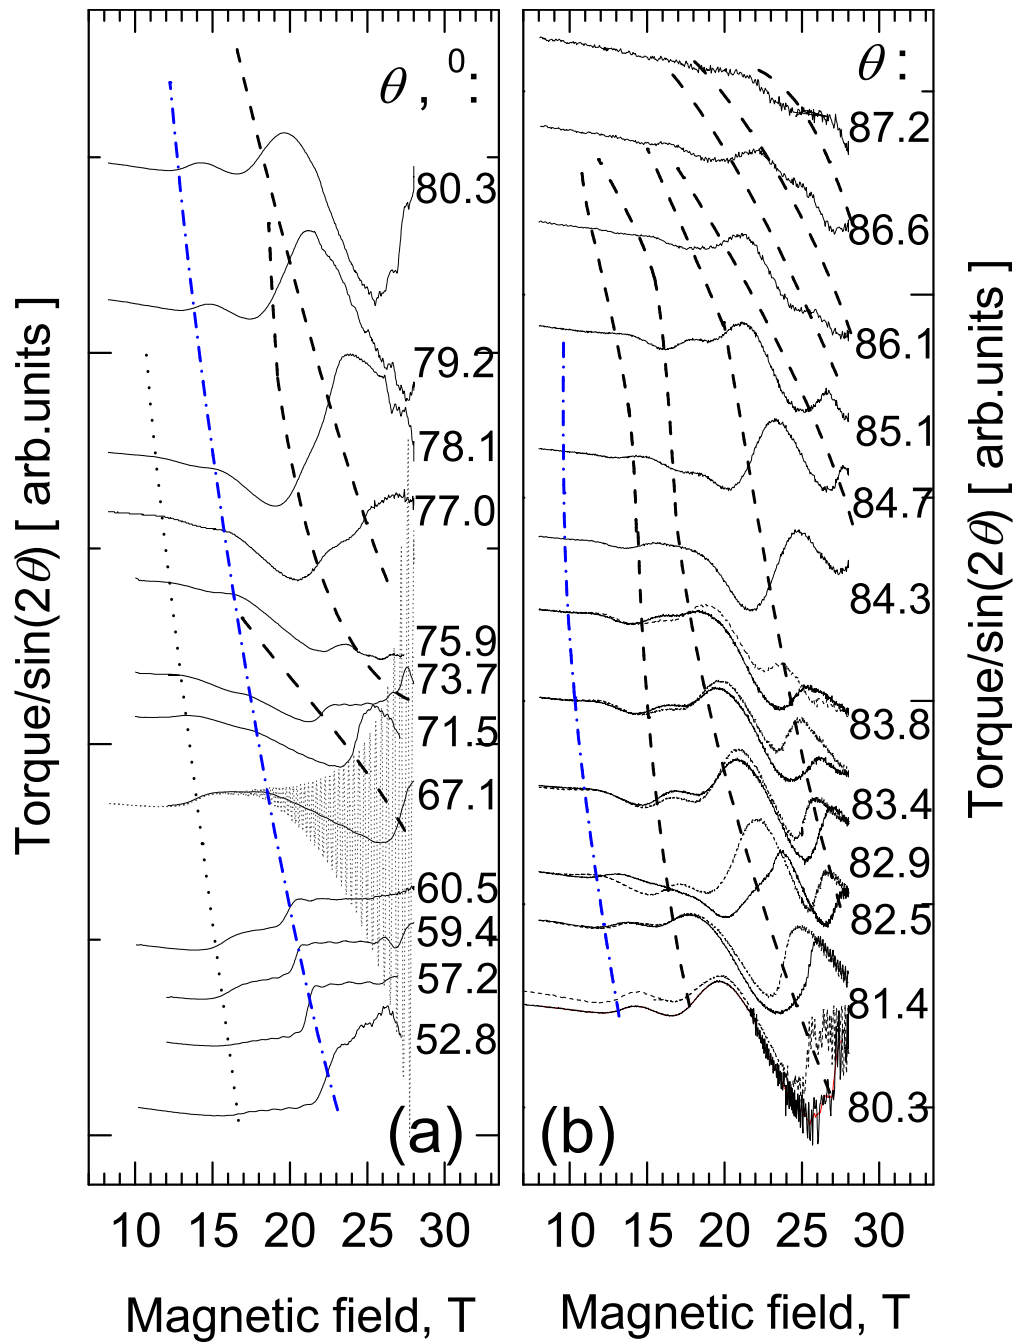 Torque/sin(2θ) [ arb.units ]
θ, ⁰:
80.3
79.2
78.1
77.0
75.9
73.7
71.5
67.1
60.5
59.4
57.2
52.8
(a)
10 15 20 25 30
Magnetic field, T
θ :
87.2
86.6
86.1
85.1
84.7
84.3
83.8
83.4
82.9
82.5
81.4
80.3
(b)
10 15 20 25 30
Magnetic field, T
Torque/sin(2θ) [ arb.units ]